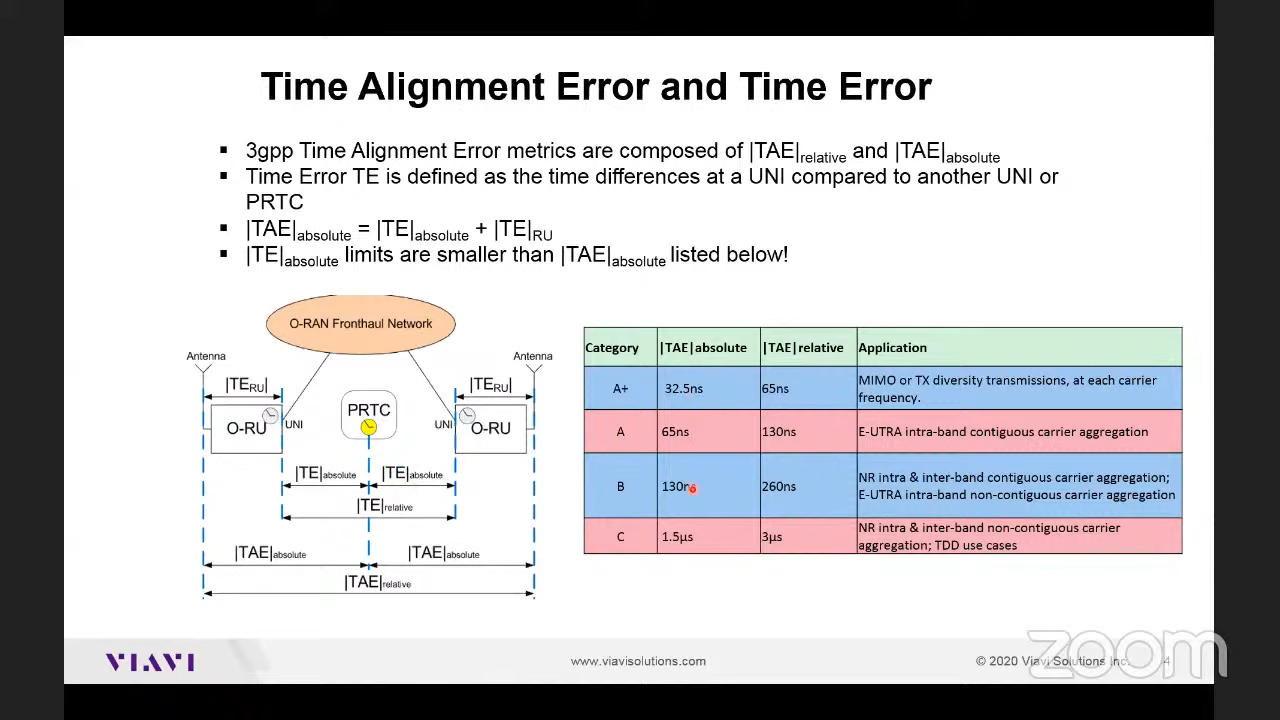 Time Alignment Error and Time Error
▪ 3gpp Time Alignment Error metrics are composed of |TAE|relative and |TAE|absolute
▪ Time Error TE is defined as the time differences at a UNI compared to another UNI or
PRTC
▪ |TAE|absolute = |TE|absolute + |TE|RU
▪ |TE|absolute limits are smaller than |TAE|absolute listed below!
O-RAN Fronthaul Network
Antenna
Antenna
|TERU|
|TERU|
PRTC
O-RU
UNI
UNI
O-RU
|TE|absolute
|TE|absolute
|TE|relative
|TAE|absolute
|TAE|absolute
|TAE|relative
Category |TAE|absolute |TAE|relative Application
A+ 32.5ns 65ns MIMO or TX diversity transmissions, at each carrier
frequency.
A 65ns 130ns E-UTRA intra-band contiguous carrier aggregation
B 130ns 260ns NR intra & inter-band contiguous carrier aggregation;
E-UTRA intra-band non-contiguous carrier aggregation
C 1.5µs 3µs NR intra & inter-band non-contiguous carrier
aggregation; TDD use cases
VIAVI
www.viavisolutions.com
© 2020 Viavi Solutions Inc. 4
zoom